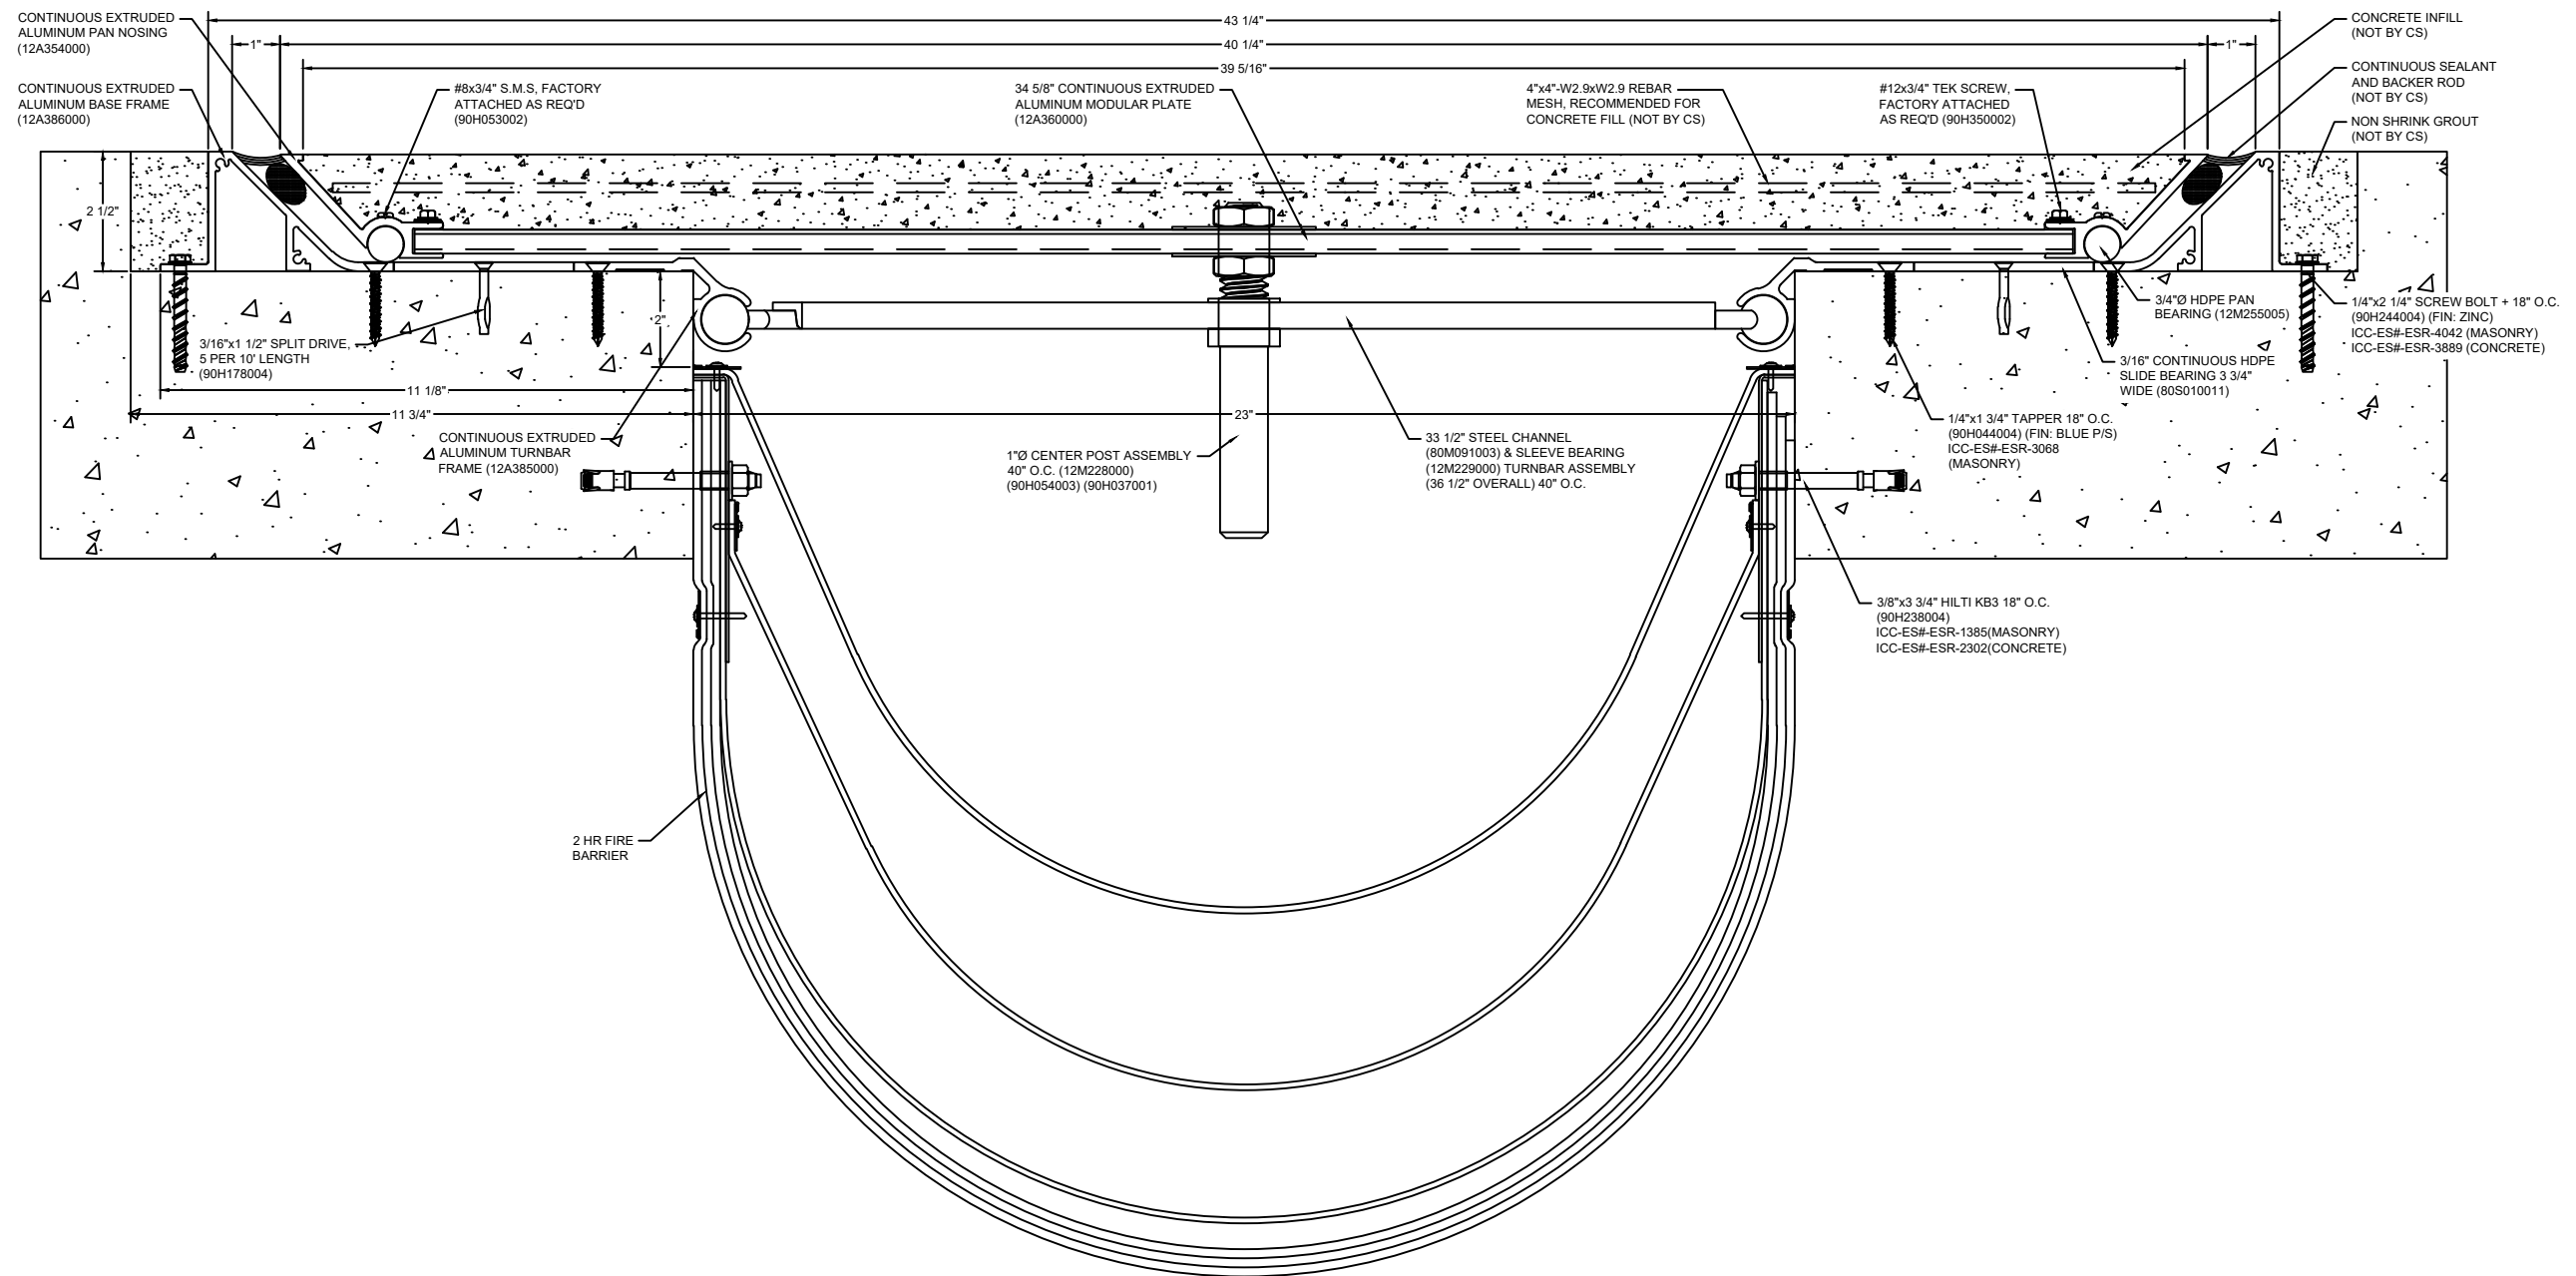 CONTINUOUS EXTRUDED
ALUMINUM PAN NOSING
(12A354000)
43 1/4"
CONCRETE INFILL
(NOT BY CS)
1"
40 1/4"
1"
39 5/16"
CONTINUOUS EXTRUDED
ALUMINUM BASE FRAME
(12A386000)
#8x3/4" S.M.S, FACTORY
ATTACHED AS REQ'D
(90H053002)
34 5/8" CONTINUOUS EXTRUDED
ALUMINUM MODULAR PLATE
(12A360000)
4"x4"-W2.9xW2.9 REBAR
MESH, RECOMMENDED FOR
CONCRETE FILL (NOT BY CS)
#12x3/4" TEK SCREW,
FACTORY ATTACHED
AS REQ'D (90H350002)
CONTINUOUS SEALANT
AND BACKER ROD
(NOT BY CS)
NON SHRINK GROUT
(NOT BY CS)
2 1/2"
2"
3/16"x1 1/2" SPLIT DRIVE,
5 PER 10' LENGTH
(90H178004)
3/4"Ø HDPE PAN
BEARING (12M255005)
1/4"x2 1/4" SCREW BOLT + 18" O.C.
(90H244004) (FIN: ZINC)
ICC-ES#-ESR-4042 (MASONRY)
ICC-ES#-ESR-3889 (CONCRETE)
3/16" CONTINUOUS HDPE
SLIDE BEARING 3 3/4"
WIDE (80S010011)
11 1/8"
11 3/4"
23"
CONTINUOUS EXTRUDED
ALUMINUM TURNBAR
FRAME (12A385000)
1"Ø CENTER POST ASSEMBLY
40" O.C. (12M228000)
(90H054003) (90H037001)
33 1/2" STEEL CHANNEL
(80M091003) & SLEEVE BEARING
(12M229000) TURNBAR ASSEMBLY
(36 1/2" OVERALL) 40" O.C.
1/4"x1 3/4" TAPPER 18" O.C.
(90H044004) (FIN: BLUE P/S)
ICC-ES#-ESR-3068
(MASONRY)
3/8"x3 3/4" HILTI KB3 18" O.C.
(90H238004)
ICC-ES#-ESR-1385(MASONRY)
ICC-ES#-ESR-2302(CONCRETE)
2 HR FIRE
BARRIER